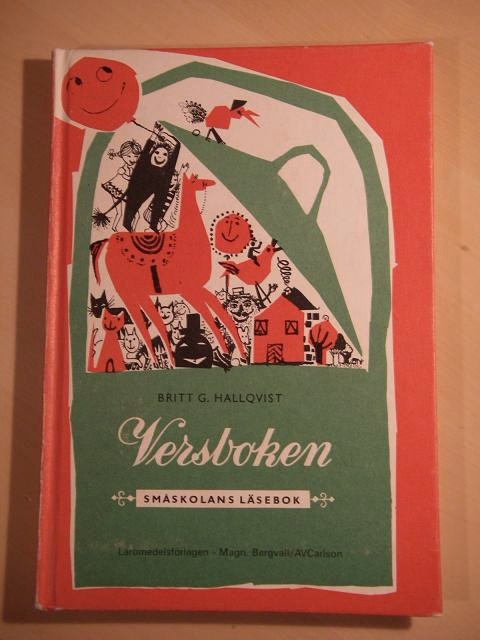 BRITT G. HALLQVIST
Versboken
SMÅSKOLANS LÄSEBOK
Läromedelsförlagen - Magn. Bergvall/AVCarlson